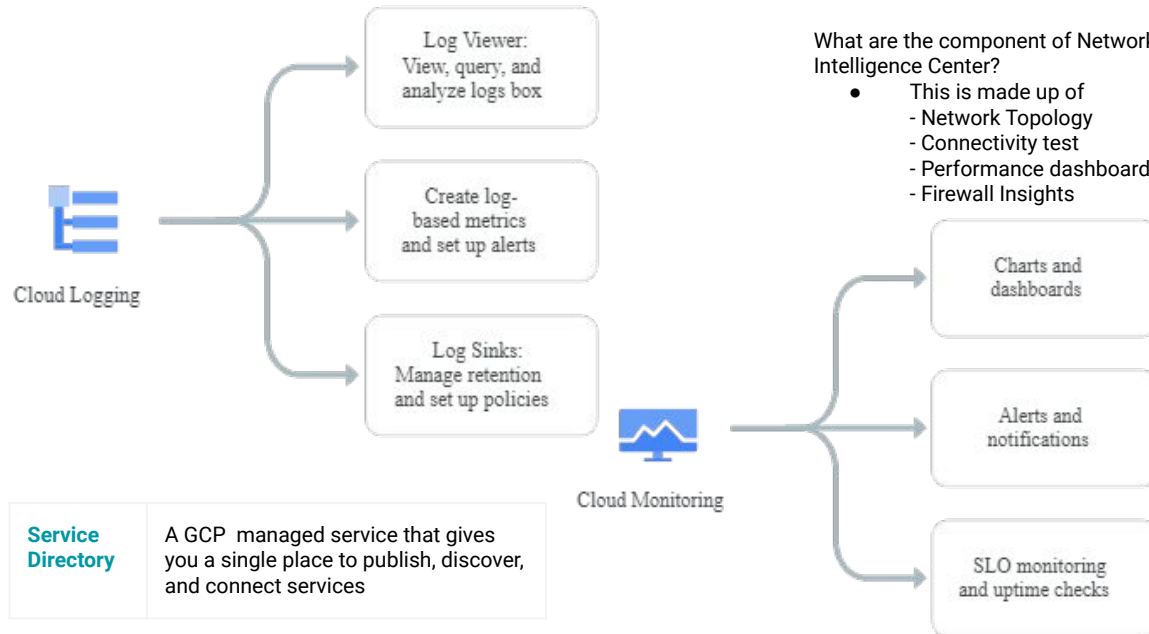 Log Viewer:
View, query, and
analyze logs box
Create log-
based metrics
and set up alerts
Cloud Logging
Log Sinks:
Manage retention
and set up policies
What are the component of Network
Intelligence Center?
● This is made up of
- Network Topology
- Connectivity test
- Performance dashboard
- Firewall Insights
Charts and
dashboards
Alerts and
notifications
Cloud Monitoring
SLO monitoring
and uptime checks
Service
Directory
A GCP managed service that gives
you a single place to publish, discover,
and connect services